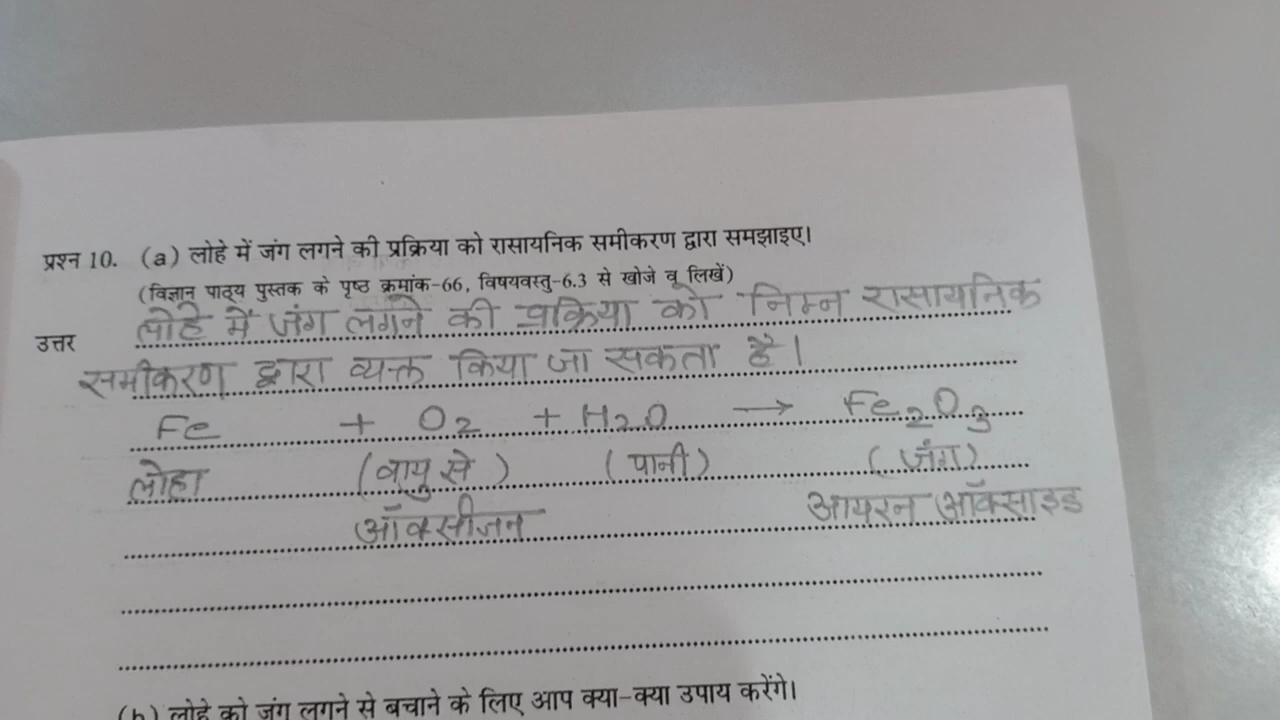 प्रश्न 10. (a) लोहे में जंग लगने की प्रक्रिया को रासायनिक समीकरण द्वारा समझाइए।
(विज्ञान पाठ्य पुस्तक के पृष्ठ क्रमांक-66, विषयवस्तु-6.3 से खोजे व लिखें)
उत्तर लोहे में जंग लगने की प्रक्रिया को निम्न रासायनिक
समीकरण द्वारा व्यक्त किया जा सकता है।
Fe + O₂ + H₂O → Fe₂O₃
लोहा (वायु से) (पानी) (जंग)
ऑक्सीजन आयरन ऑक्साइड
(b) लोहे को जंग लगने से बचाने के लिए आप क्या-क्या उपाय करेंगे।